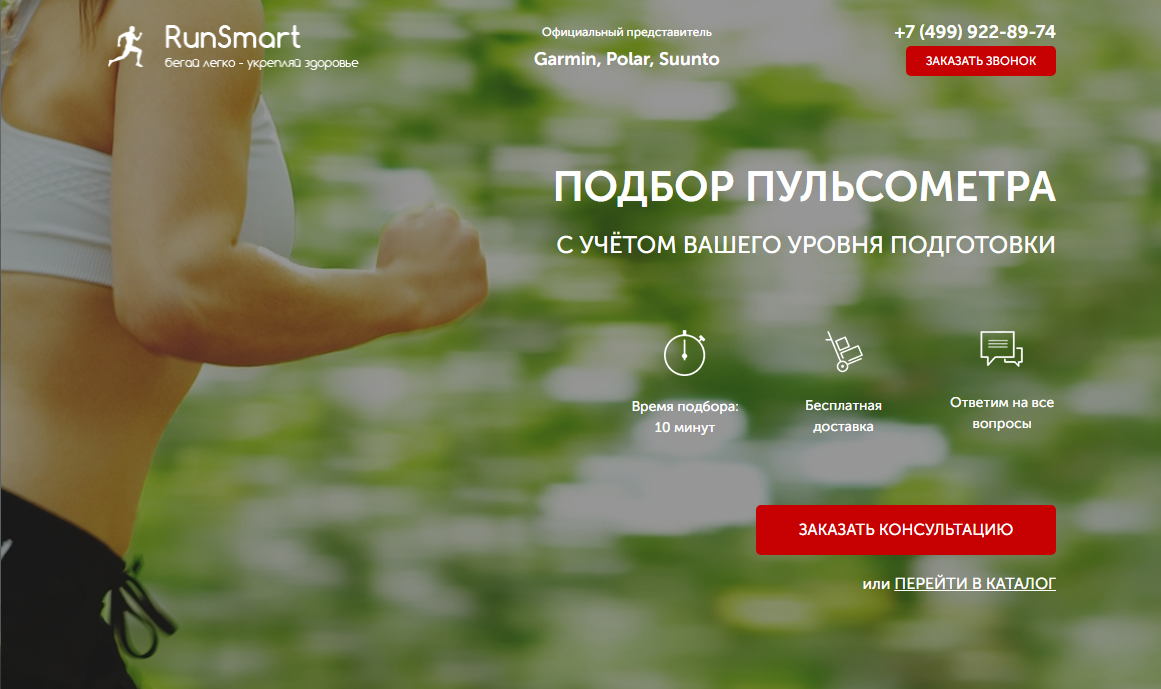 RunSmart
бегай легко - укрепляй здоровье
Официальный представитель
Garmin, Polar, Suunto
+7 (499) 922-89-74
ЗАКАЗАТЬ ЗВОНОК
ПОДБОР ПУЛЬСОМЕТРА
С УЧЁТОМ ВАШЕГО УРОВНЯ ПОДГОТОВКИ
Время подбора:
10 минут
Бесплатная
доставка
Ответим на все
вопросы
ЗАКАЗАТЬ КОНСУЛЬТАЦИЮ
или ПЕРЕЙТИ В КАТАЛОГ